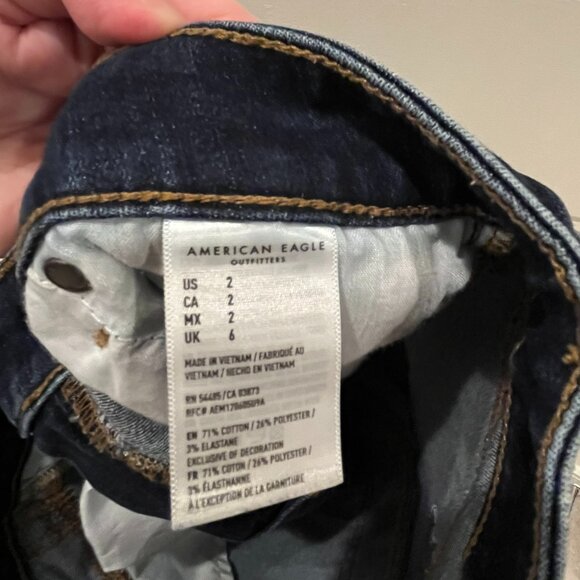 AMERICAN EAGLE
OUTFITTERS
US 2
CA 2
MX 2
UK 6
MADE IN VIETNAM / FABRIQUÉ AU
VIETNAM / HECHO EN VIETNAM
RN 54485 / CA 03873
RFC# AEM120605U9A
EN 71% COTTON / 26% POLYESTER /
3% ELASTANE
EXCLUSIVE OF DECORATION
FR 71% COTON / 26% POLYESTER /
3% ÉLASTHANNE
À L'EXCEPTION DE LA GARNITURE